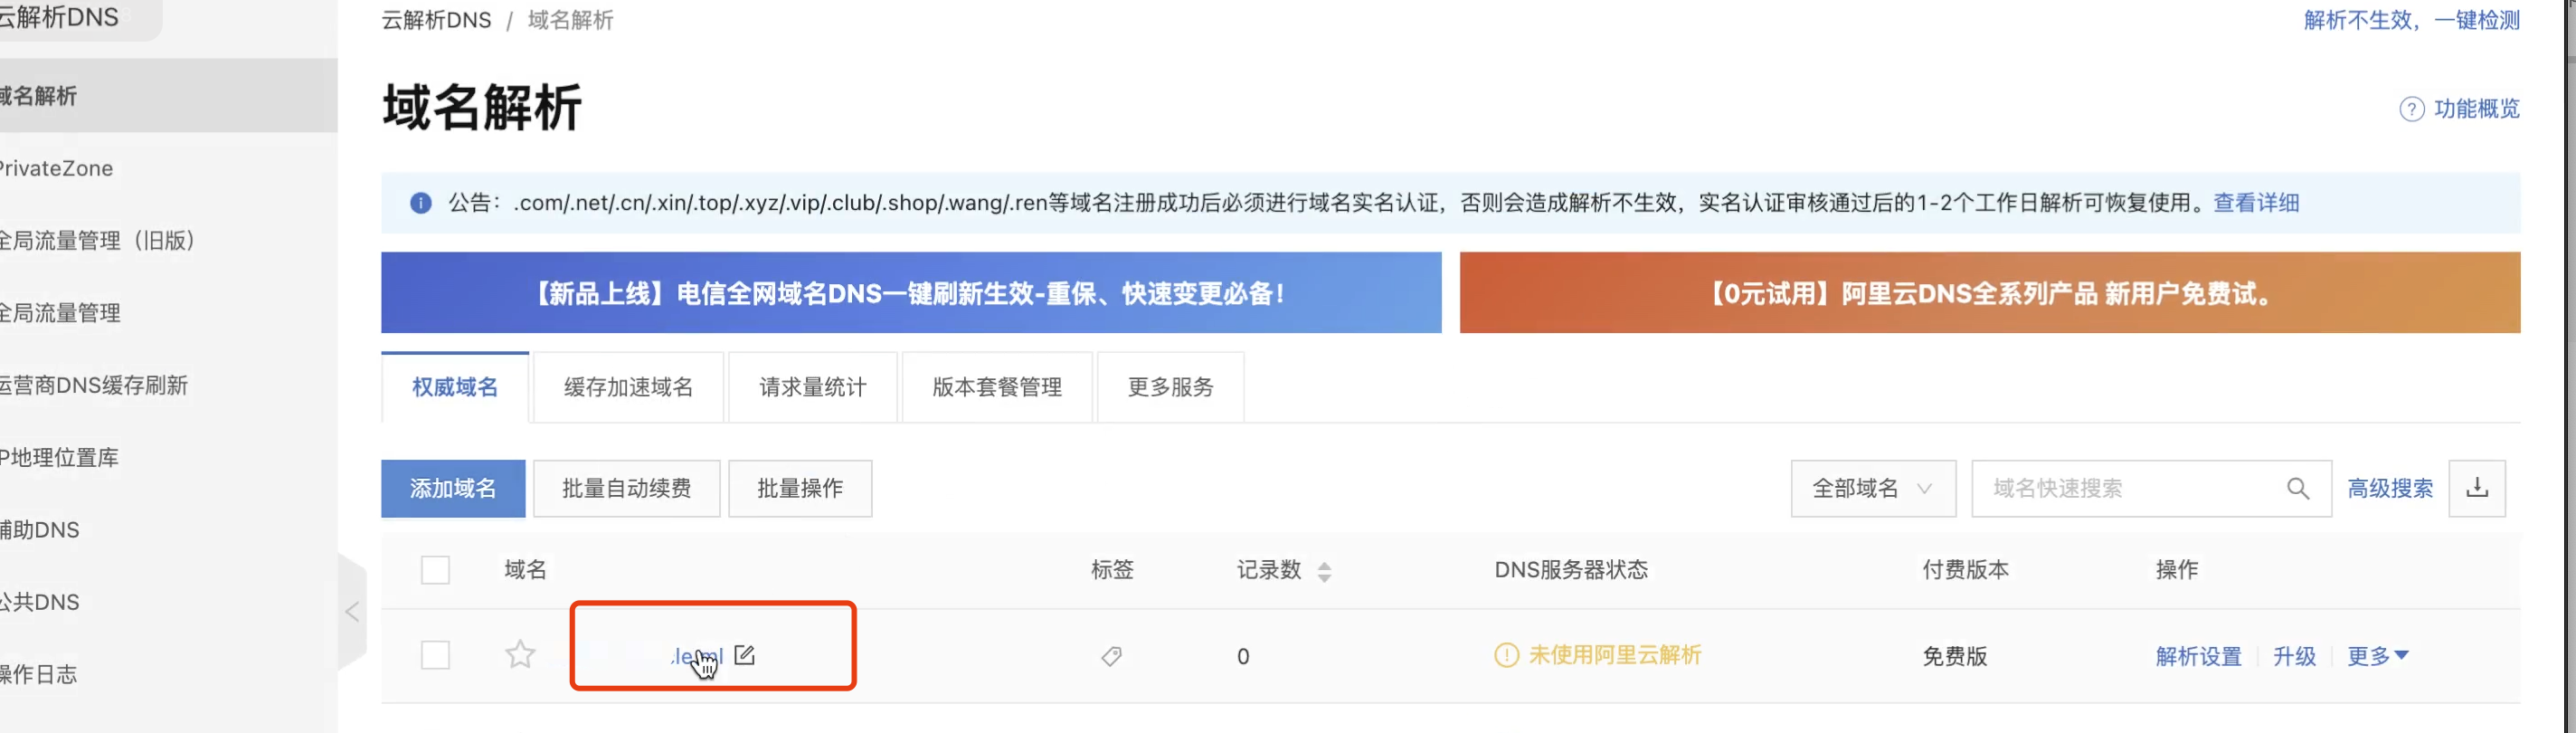 云解析DNS
云解析DNS / 域名解析
解析不生效，一键检测
域名解析
域名解析
功能概览
PrivateZone
全局流量管理（旧版）
全局流量管理
运营商DNS缓存刷新
IP地理位置库
辅助DNS
公共DNS
操作日志
公告：.com/.net/.cn/.xin/.top/.xyz/.vip/.club/.shop/.wang/.ren等域名注册成功后必须进行域名实名认证，否则会造成解析不生效，实名认证审核通过后的1-2个工作日解析可恢复使用。查看详细
【新品上线】电信全网域名DNS一键刷新生效-重保、快速变更必备！
【0元试用】阿里云DNS全系列产品 新用户免费试。
权威域名 缓存加速域名 请求量统计 版本套餐管理 更多服务
添加域名 批量自动续费 批量操作 全部域名 域名快速搜索 高级搜索
域名 标签 记录数 DNS服务器状态 付费版本 操作
0 未使用阿里云解析 免费版 解析设置 升级 更多